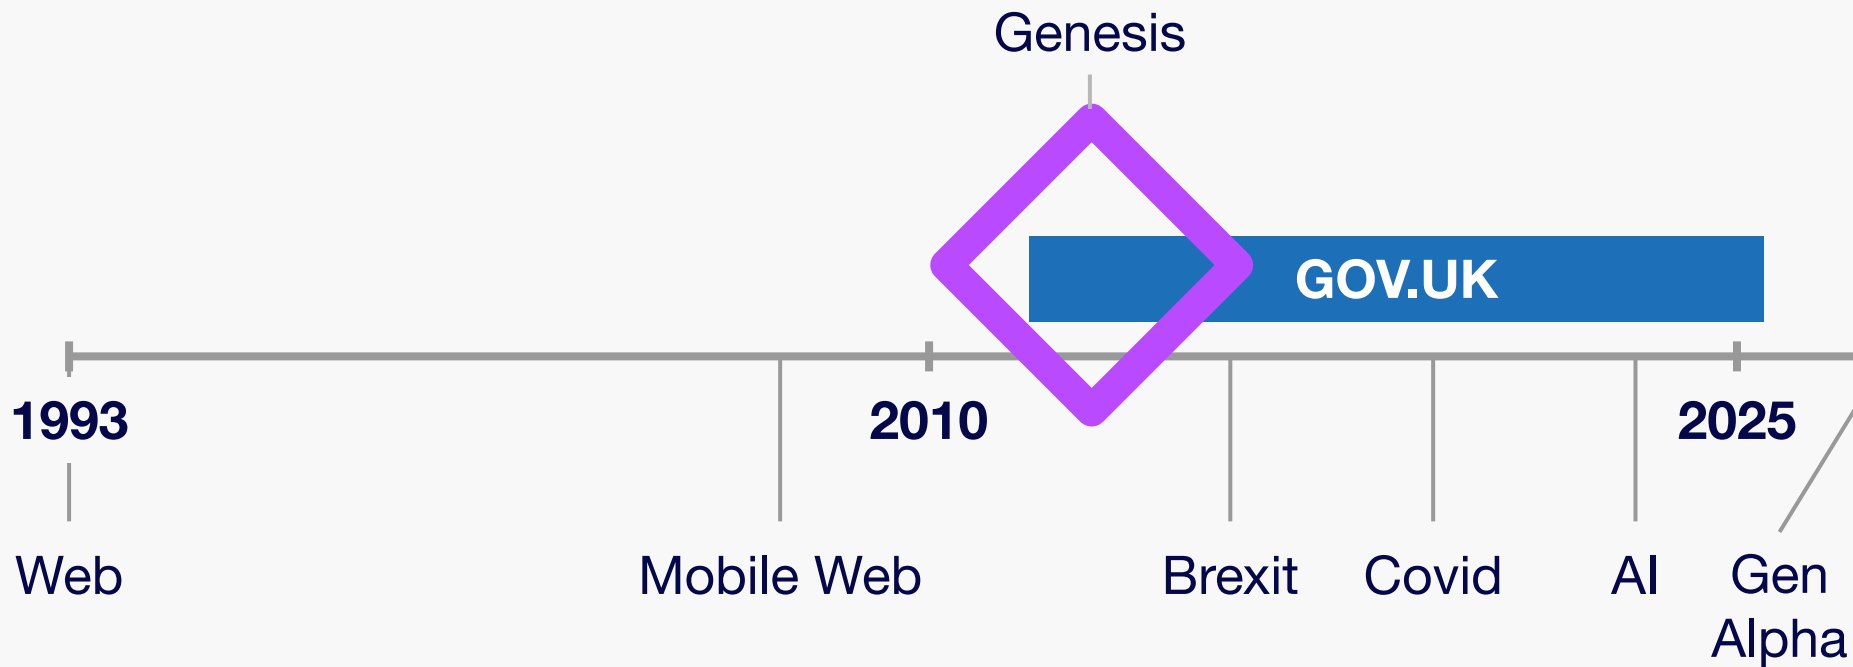 Genesis
GOV.UK
1993
2010
2025
Web
Mobile Web
Brexit
Covid
AI
Gen
Alpha